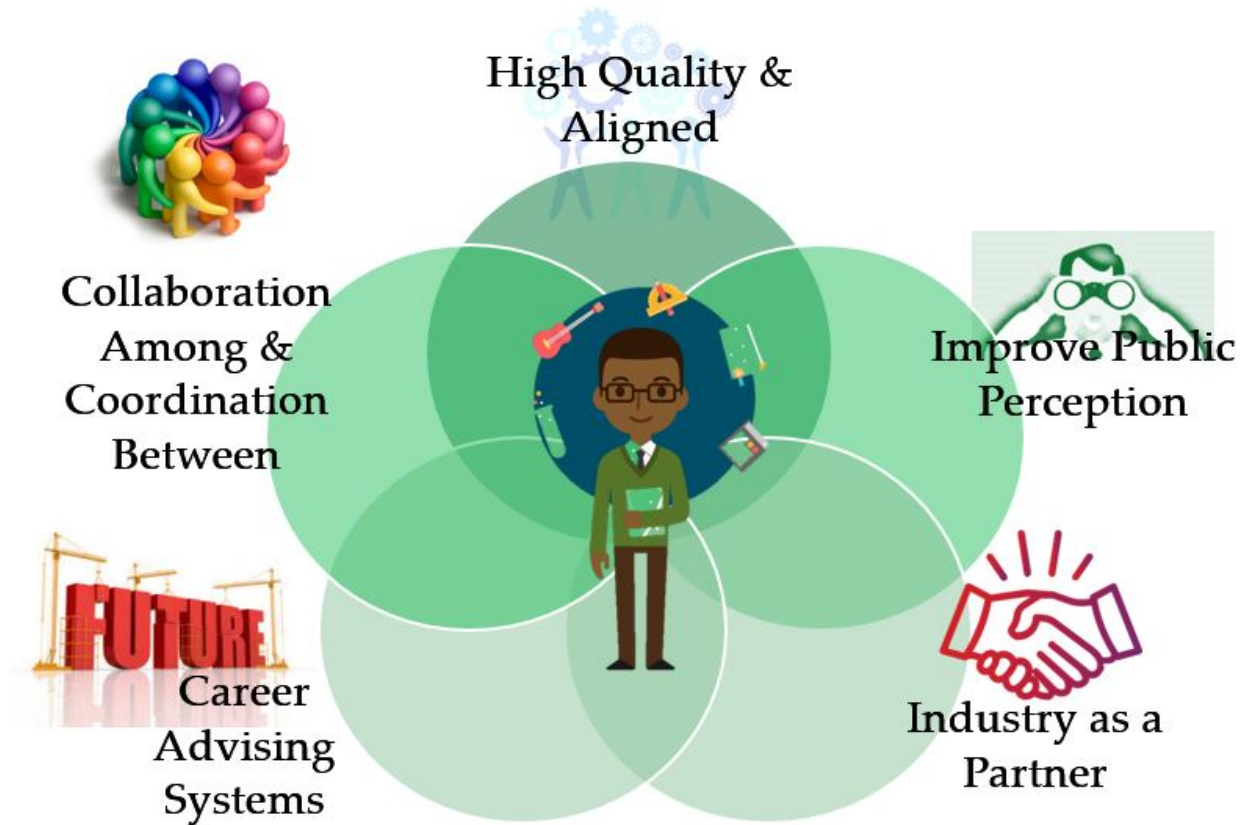 High Quality &
Aligned
Collaboration
Among &
Coordination
Between
Improve Public
Perception
FUTURE
Career
Advising
Systems
Industry as a
Partner